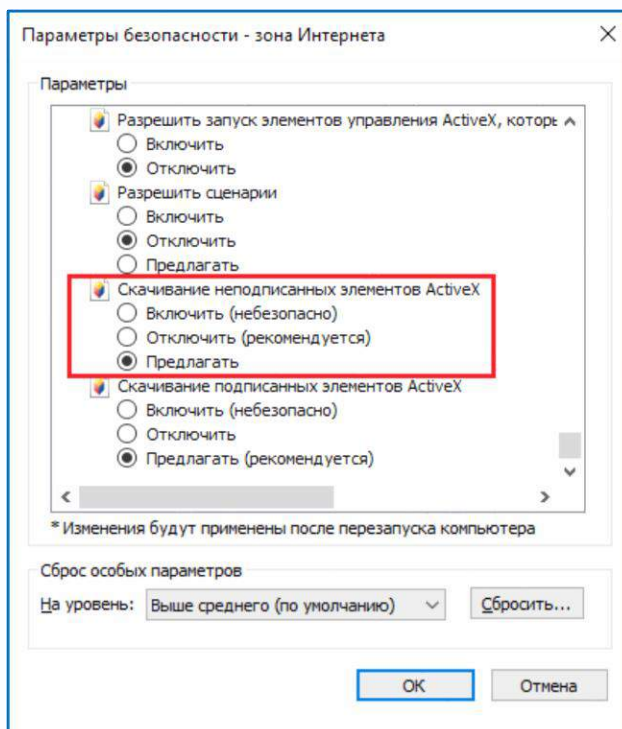 Параметры безопасности - зона Интернета
Параметры
Разрешить запуск элементов управления ActiveX, которы
Включить
Отключить
Разрешить сценарии
Включить
Отключить
Предлагать
Скачивание неподписанных элементов ActiveX
Включить (небезопасно)
Отключить (рекомендуется)
Предлагать
Скачивание подписанных элементов ActiveX
Включить (небезопасно)
Отключить
Предлагать (рекомендуется)
* Изменения будут применены после перезапуска компьютера
Сброс особых параметров
На уровень:
Выше среднего (по умолчанию)
Сбросить...
ОК
Отмена